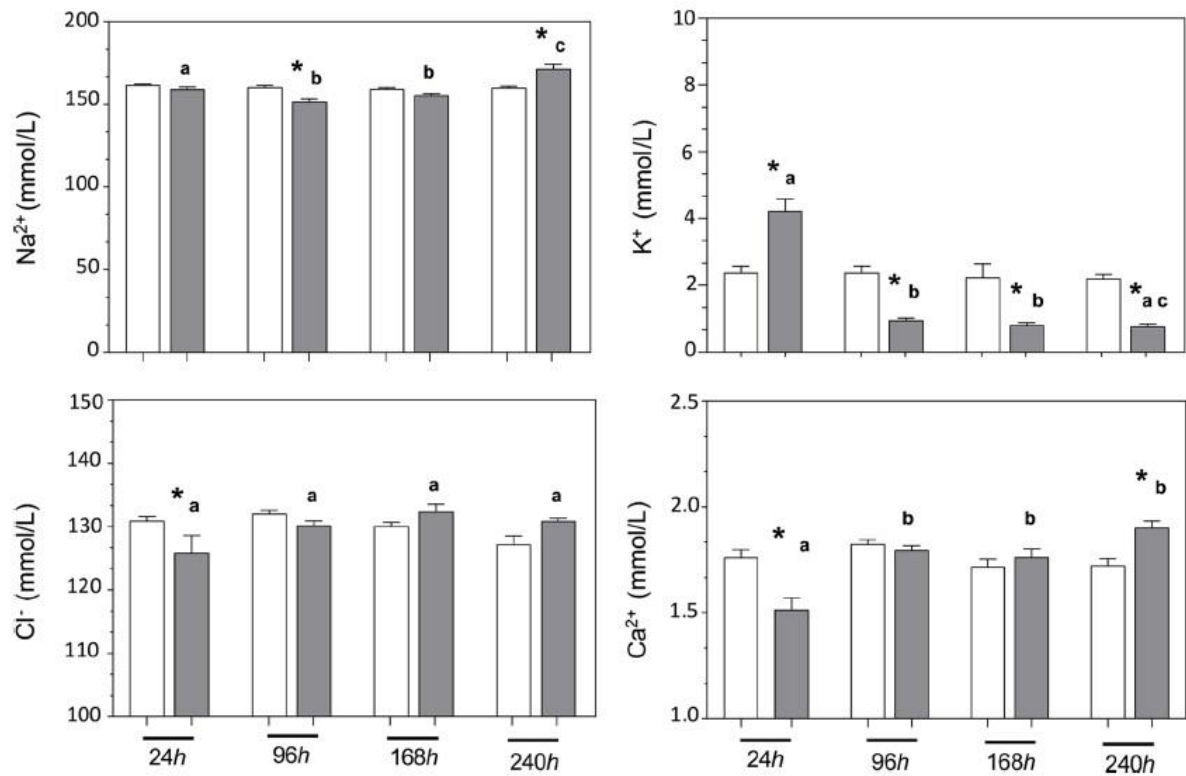 Na²⁺ (mmol/L)
200
150
100
50
0
a
* b
b
* c
K⁺ (mmol/L)
10
8
6
4
2
0
* a
* b
* b
* a c
Cl⁻ (mmol/L)
150
140
130
120
110
100
* a
a
a
a
24h
96h
168h
240h
Ca²⁺ (mmol/L)
2.5
2.0
1.5
1.0
* a
b
b
* b
24h
96h
168h
240h